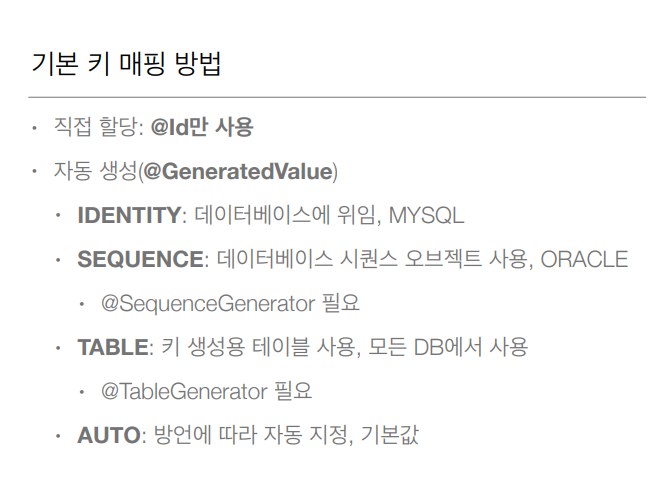 기본 키 매핑 방법
• 직접 할당: @Id만 사용
• 자동 생성(@GeneratedValue)
• IDENTITY: 데이터베이스에 위임, MYSQL
• SEQUENCE: 데이터베이스 시퀀스 오브젝트 사용, ORACLE
• @SequenceGenerator 필요
• TABLE: 키 생성용 테이블 사용, 모든 DB에서 사용
• @TableGenerator 필요
• AUTO: 방언에 따라 자동 지정, 기본값